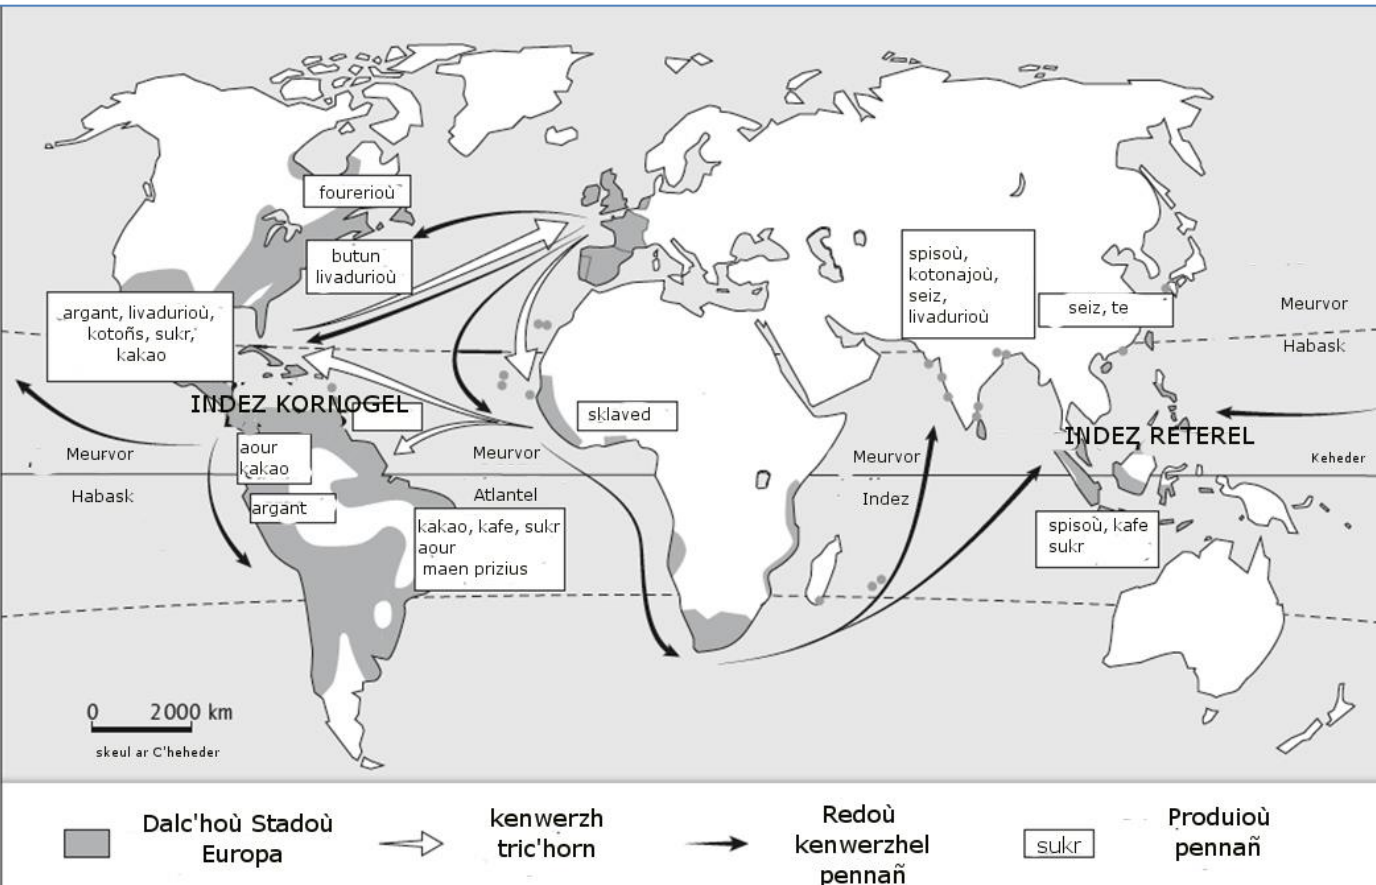 fourerioù
butun
livadurioù
argant, livadurioù,
kotoñs, sukr,
kakao
INDEZ KORNOGEL
aour
kakao
argant
kakao, kafe, sukr
aour
maen prizius
sklaved
spisoù,
kotonajoù,
seiz,
livadurioù
seiz, te
INDEZ RETEREL
spisoù, kafe
sukr
Meurvor
Habask
Meurvor
Atlantel
Meurvor
Indez
Meurvor
Habask
Keheder
0 2000 km
skeul ar C'heheder
Dalc'hoù Stadoù
Europa
kenwerzh
tric'horn
Redoù
kenwerzhel
pennañ
sukr
Produioù
pennañ